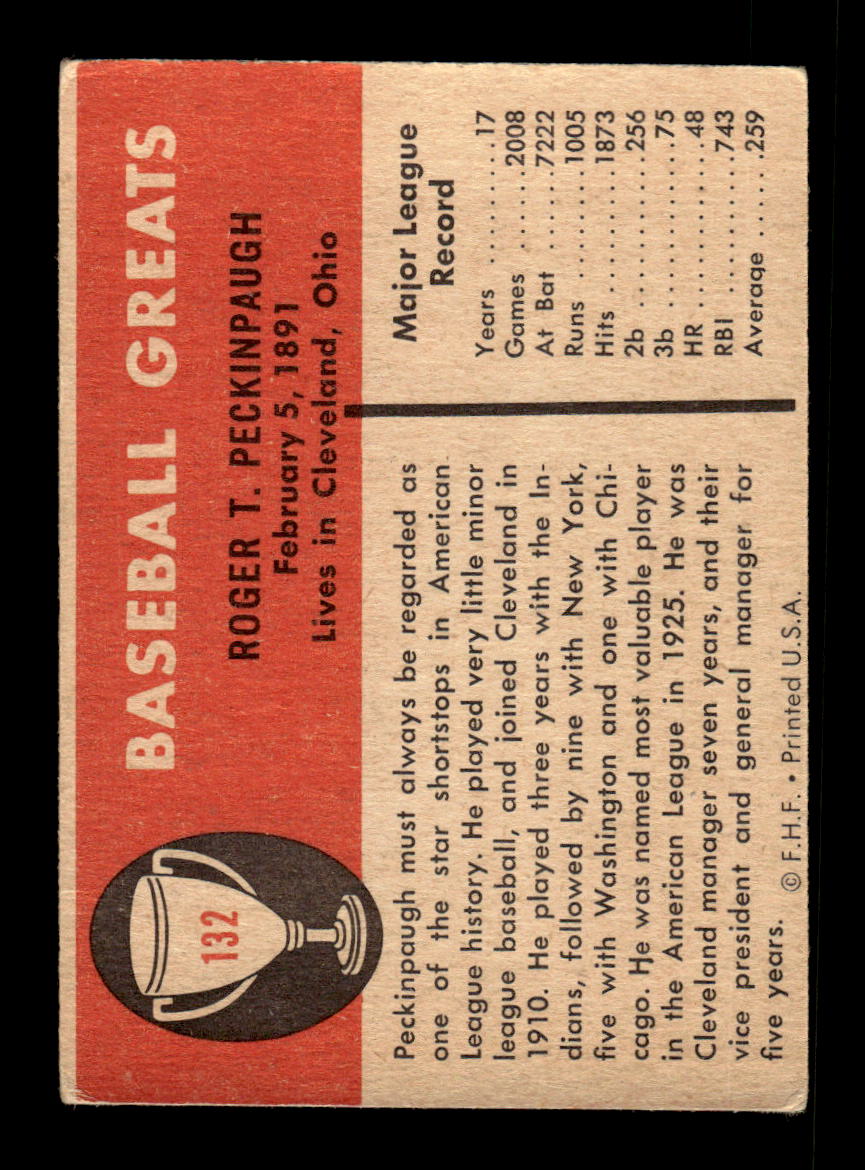 132
BASEBALL GREATS
ROGER T. PECKINPAUGH
February 5, 1891
Lives in Cleveland, Ohio
Peckinpaugh must always be regarded as
one of the star shortstops in American
League history. He played very little minor
league baseball, and joined Cleveland in
1910. He played three years with the In-
dians, followed by nine with New York,
five with Washington and one with Chi-
cago. He was named most valuable player
in the American League in 1925. He was
Cleveland manager seven years, and their
vice president and general manager for
five years.
© F.H.F. • Printed U.S.A.
Major League
Record
Years .........17
Games ......2008
At Bat ......7222
Runs ........1005
Hits .........1873
2b ...........256
3b ............75
HR ............48
RBI ..........743
Average ......259